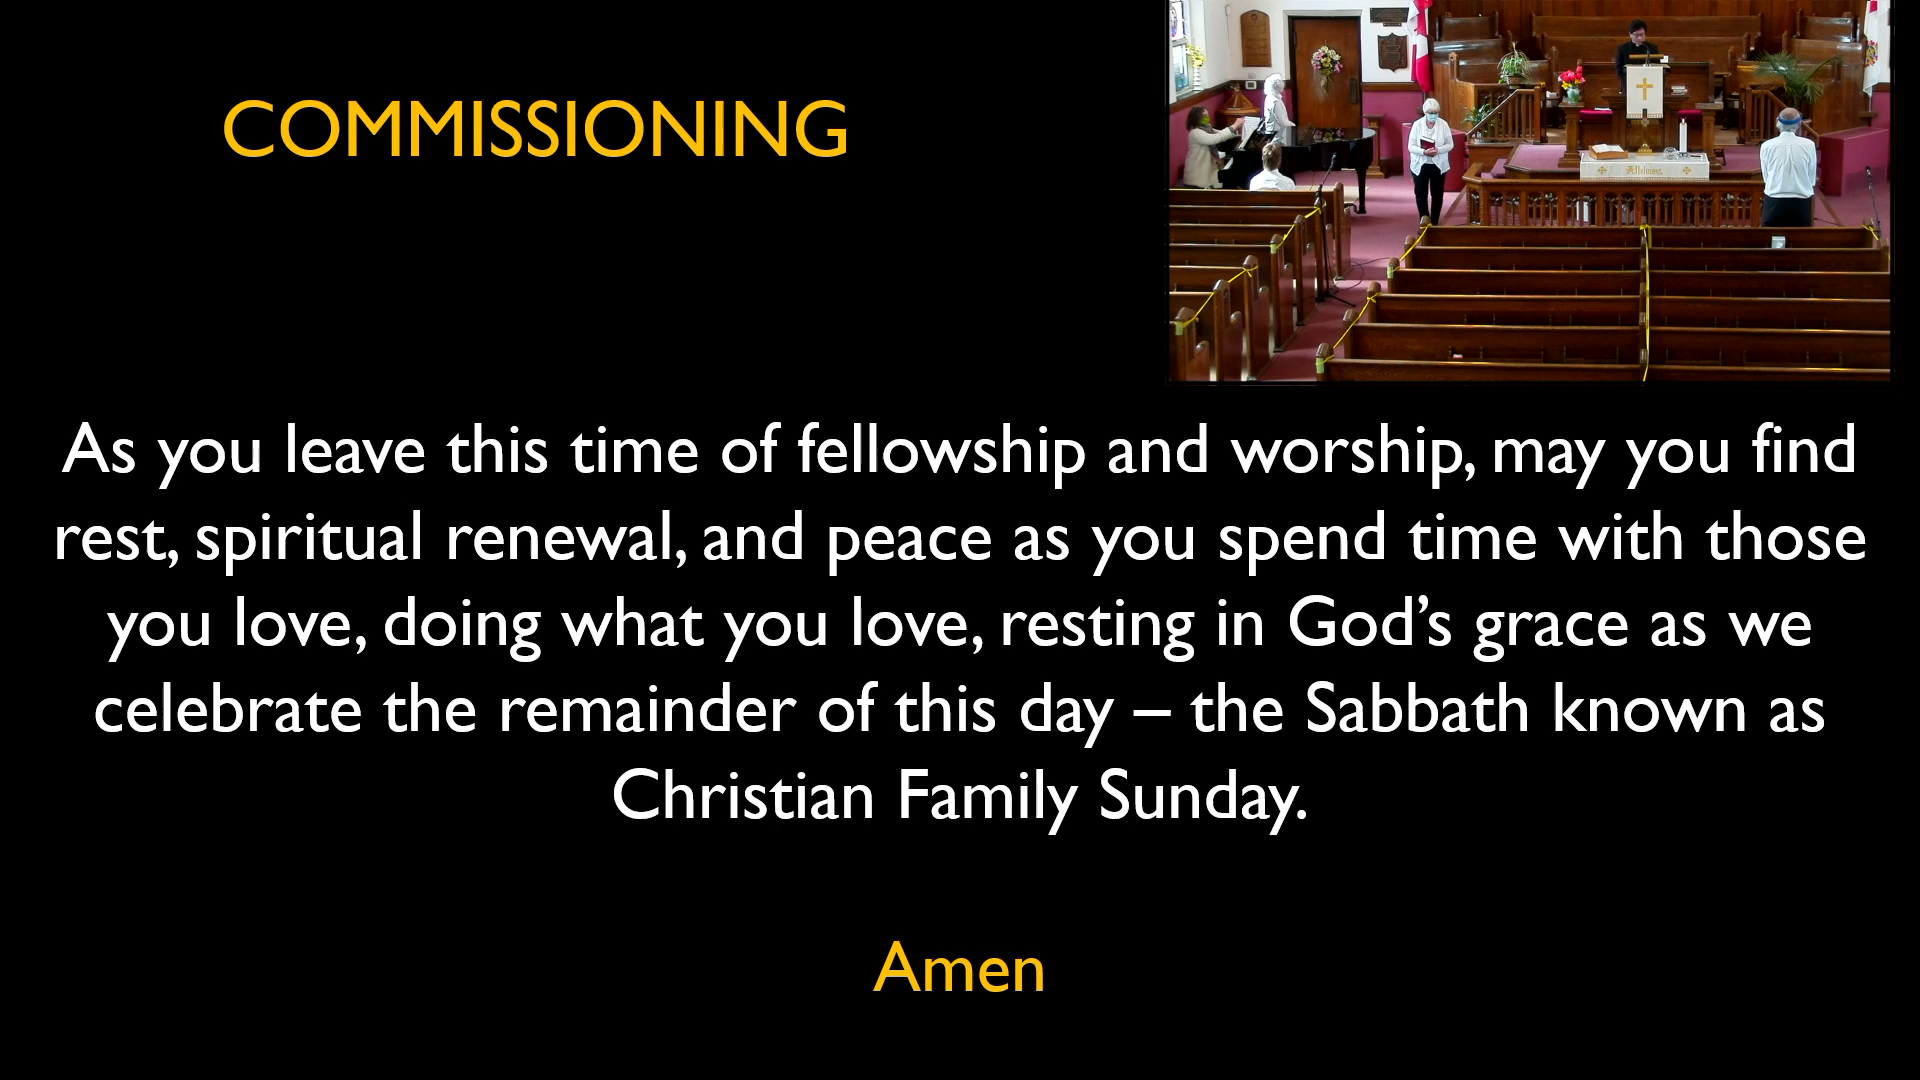 COMMISSIONING
As you leave this time of fellowship and worship, may you find
rest, spiritual renewal, and peace as you spend time with those
you love, doing what you love, resting in God’s grace as we
celebrate the remainder of this day – the Sabbath known as
Christian Family Sunday.
Amen